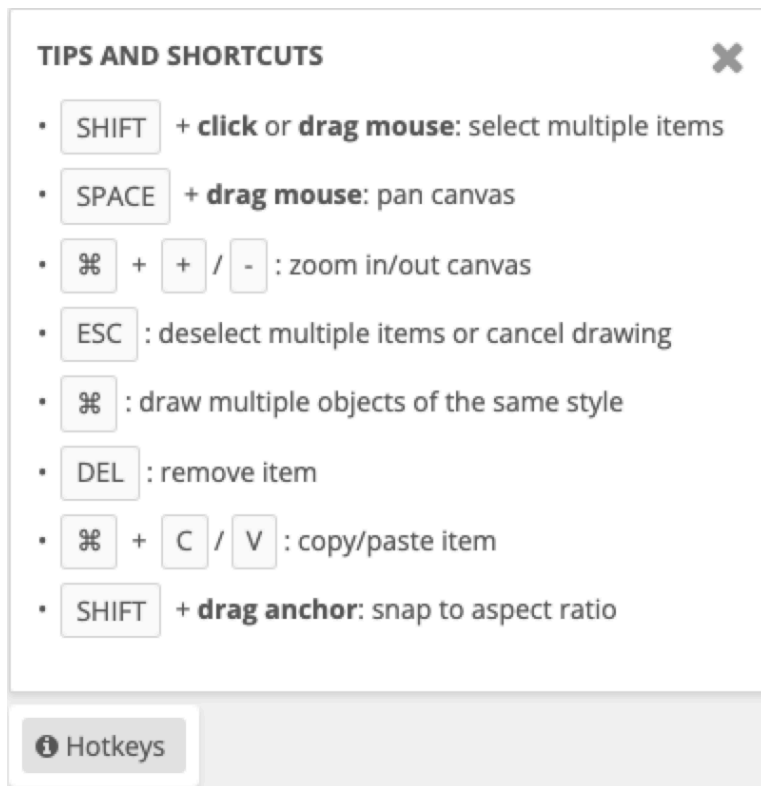 TIPS AND SHORTCUTS
• SHIFT + click or drag mouse: select multiple items
• SPACE + drag mouse: pan canvas
• ⌘ + + / - : zoom in/out canvas
• ESC : deselect multiple items or cancel drawing
• ⌘ : draw multiple objects of the same style
• DEL : remove item
• ⌘ + C / V : copy/paste item
• SHIFT + drag anchor: snap to aspect ratio
Hotkeys